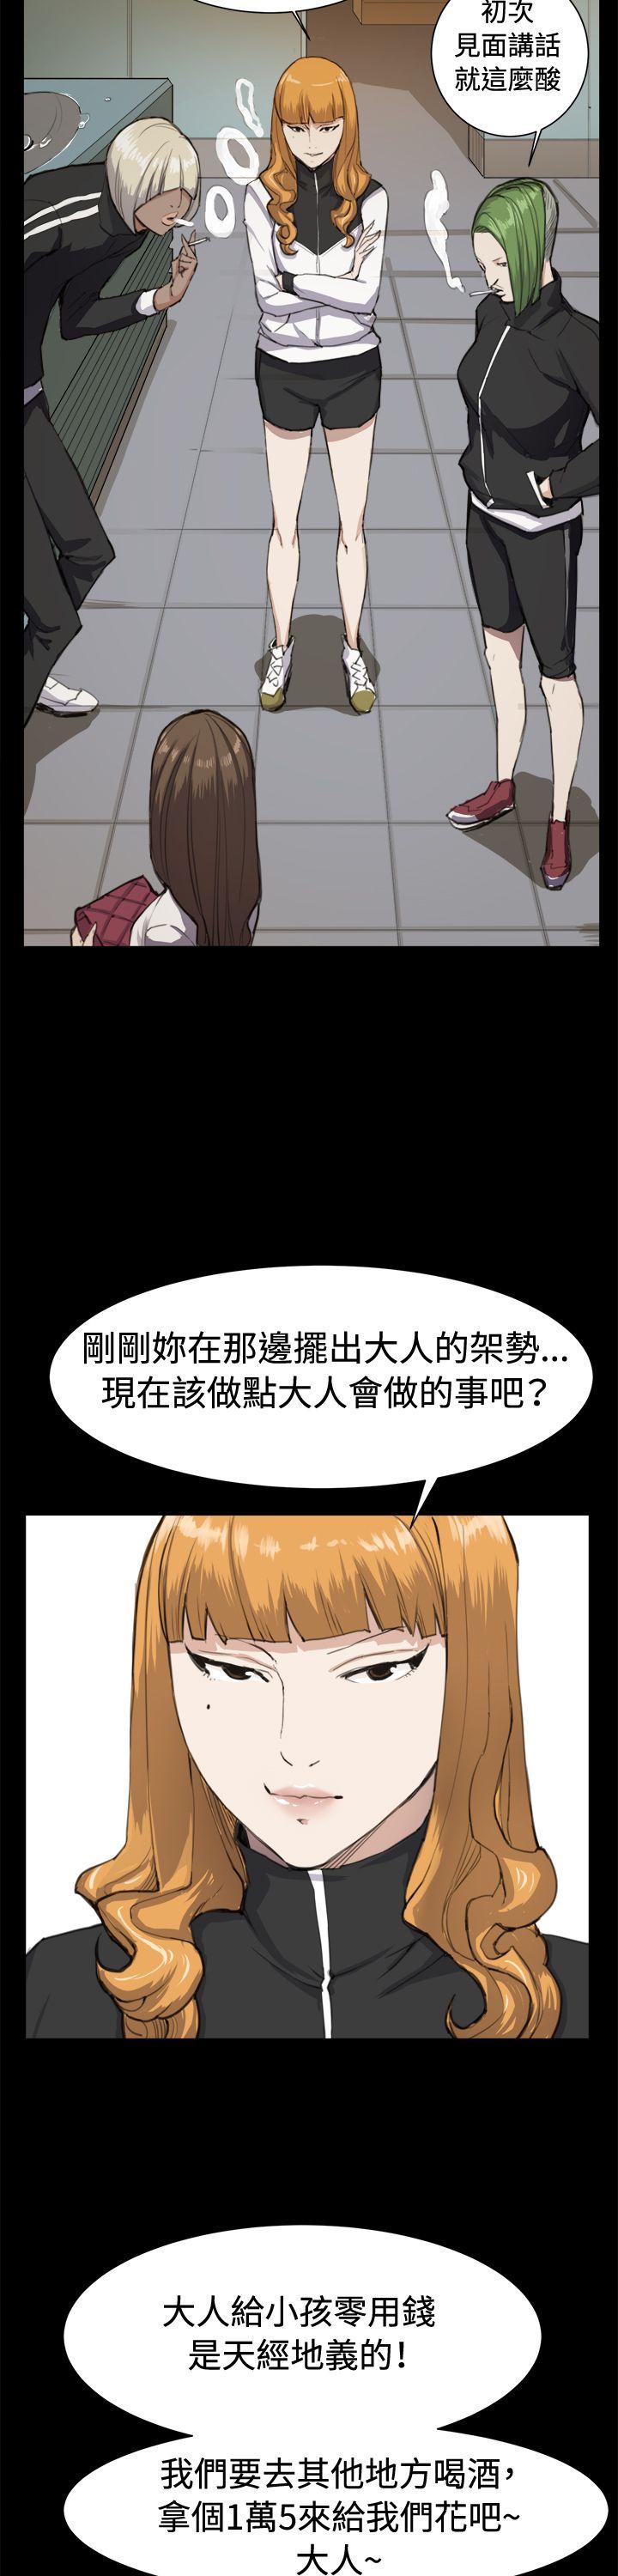 初次
見面講話
就這麼酸
剛剛妳在那邊擺出大人的架勢...
現在該做點大人會做的事吧？
大人給小孩零用錢
是天經地義的！
我們要去其他地方喝酒，
拿個1萬5來給我們花吧~
大人~